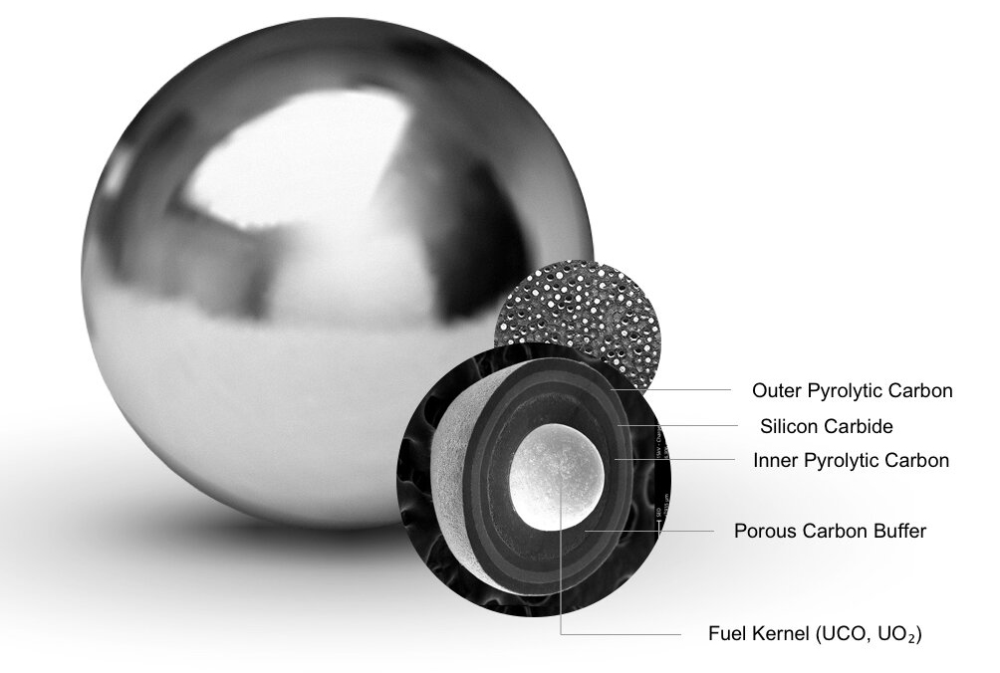 Outer Pyrolytic Carbon
Silicon Carbide
Inner Pyrolytic Carbon
Porous Carbon Buffer
Fuel Kernel (UCO, UO₂)